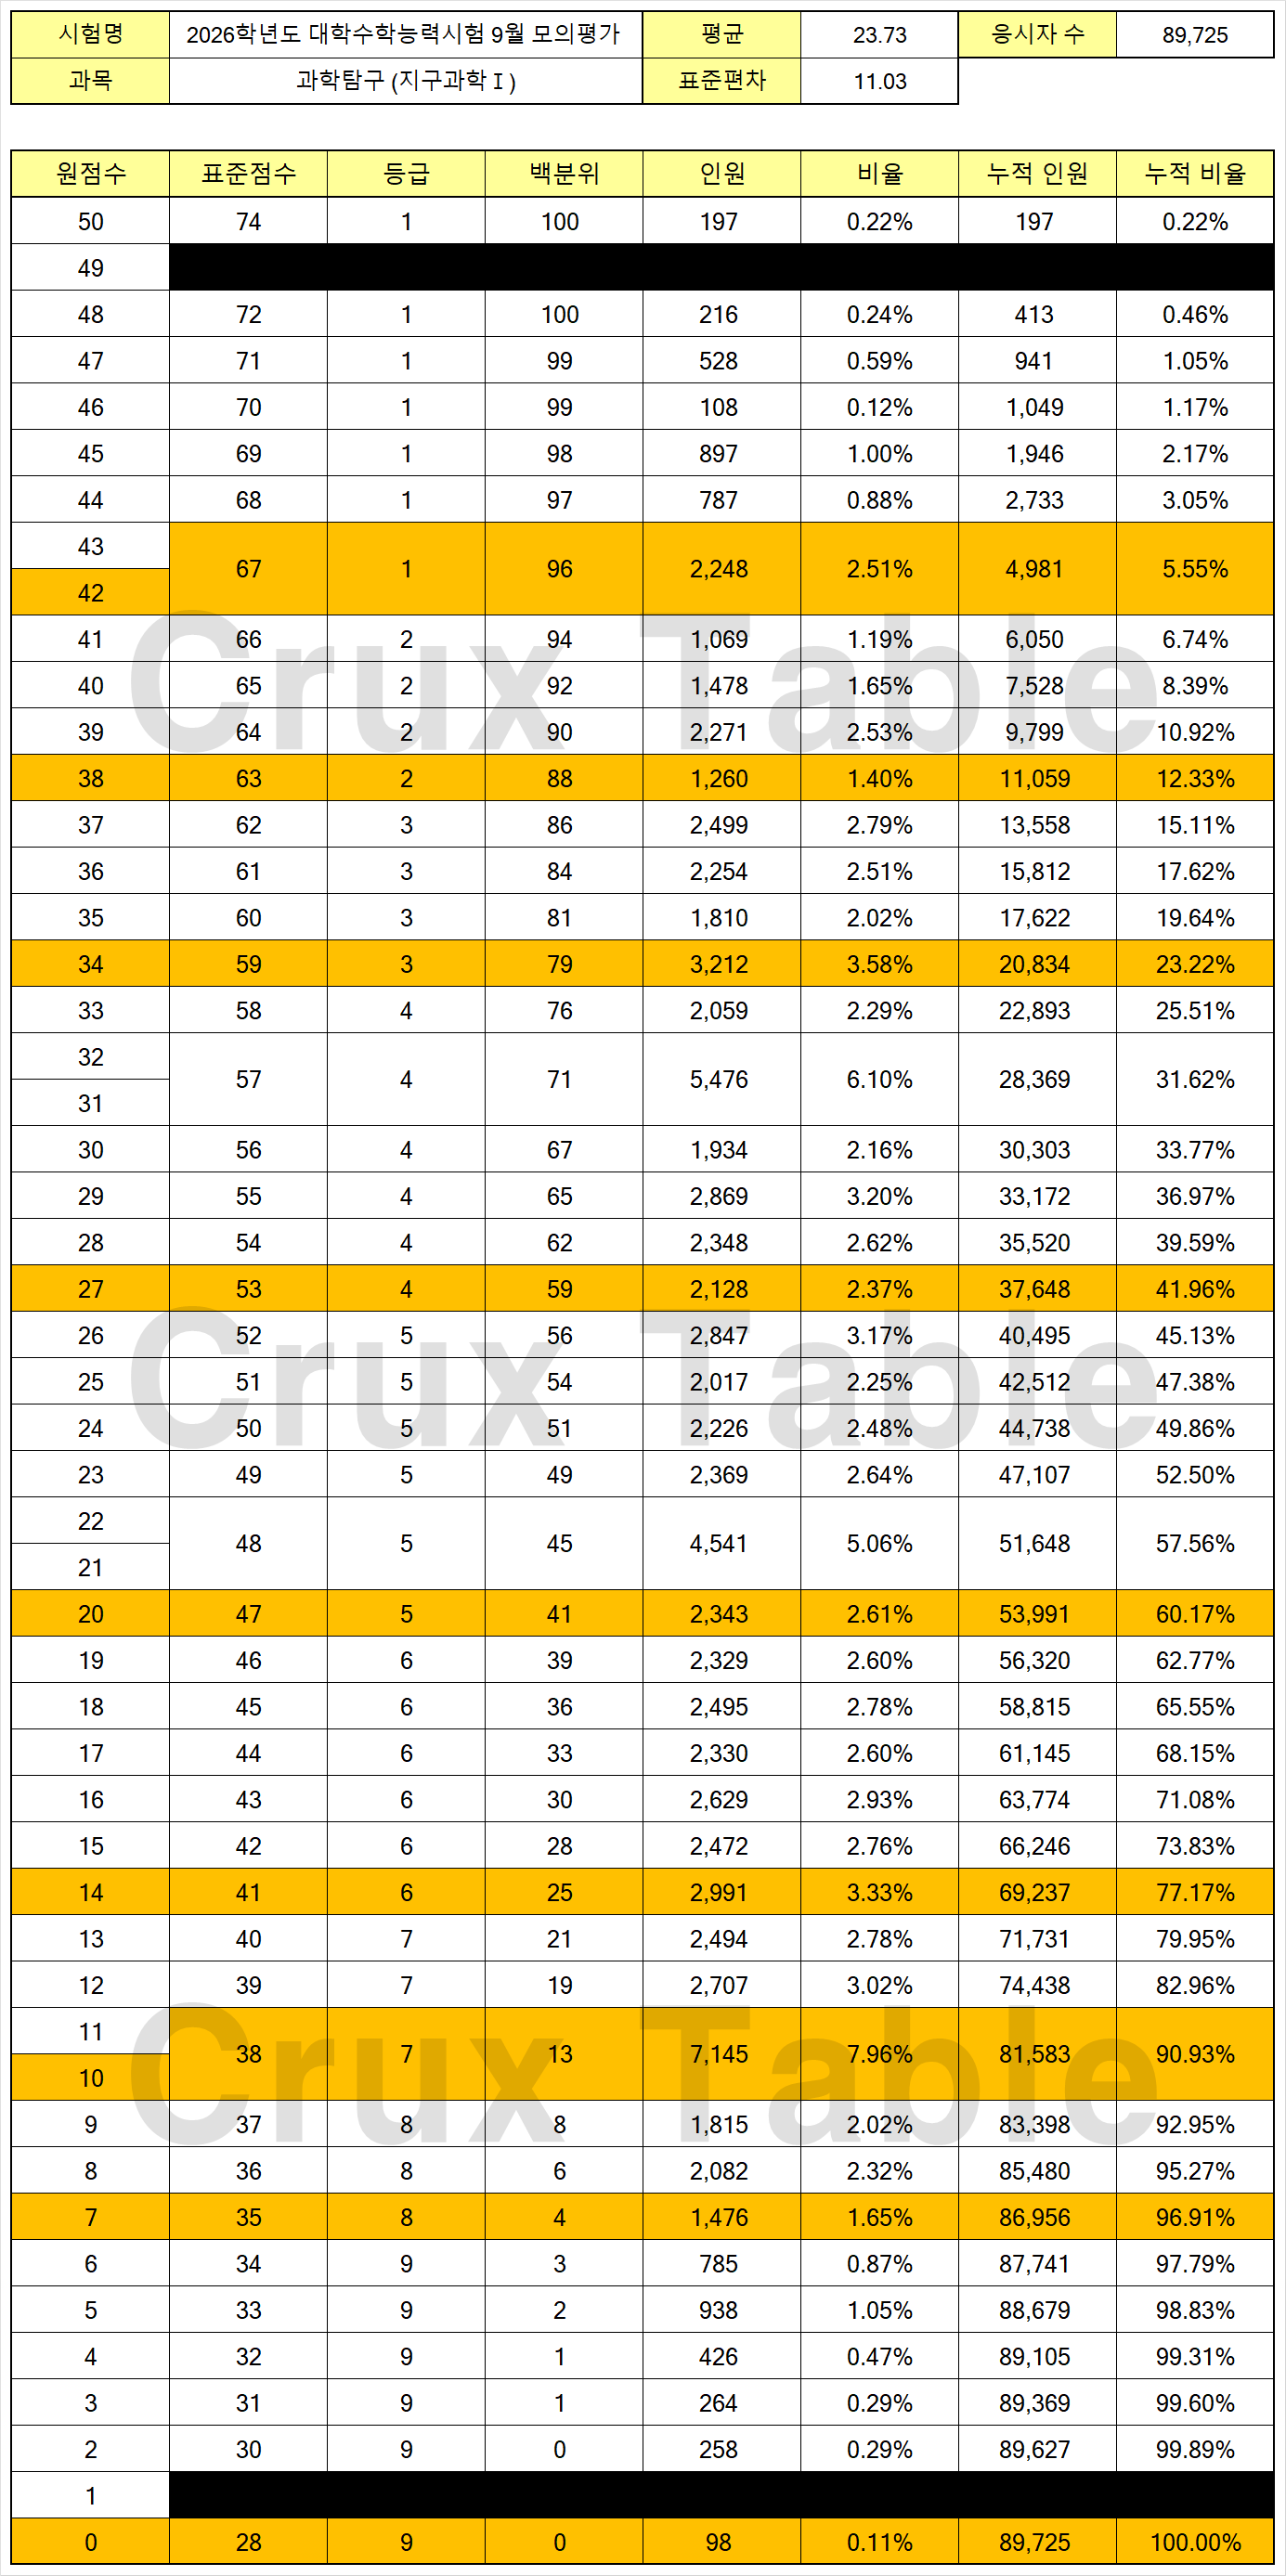 시험명 2026학년도 대학수학능력시험 9월 모의평가 평균 23.73 응시자 수 89,725
과목 과학탐구 (지구과학Ⅰ) 표준편차 11.03
원점수 표준점수 등급 백분위 인원 비율 누적 인원 누적 비율
50 74 1 100 197 0.22% 197 0.22%
49
48 72 1 100 216 0.24% 413 0.46%
47 71 1 99 528 0.59% 941 1.05%
46 70 1 99 108 0.12% 1,049 1.17%
45 69 1 98 897 1.00% 1,946 2.17%
44 68 1 97 787 0.88% 2,733 3.05%
43
67 1 96 2,248 2.51% 4,981 5.55%
42
41 66 2 94 1,069 1.19% 6,050 6.74%
Crux Table
40 65 2 92 1,478 1.65% 7,528 8.39%
39 64 2 90 2,271 2.53% 9,799 10.92%
38 63 2 88 1,260 1.40% 11,059 12.33%
37 62 3 86 2,499 2.79% 13,558 15.11%
36 61 3 84 2,254 2.51% 15,812 17.62%
35 60 3 81 1,810 2.02% 17,622 19.64%
34 59 3 79 3,212 3.58% 20,834 23.22%
33 58 4 76 2,059 2.29% 22,893 25.51%
32
57 4 71 5,476 6.10% 28,369 31.62%
31
30 56 4 67 1,934 2.16% 30,303 33.77%
29 55 4 65 2,869 3.20% 33,172 36.97%
28 54 4 62 2,348 2.62% 35,520 39.59%
27 53 4 59 2,128 2.37% 37,648 41.96%
26 52 5 56 2,847 3.17% 40,495 45.13%
Crux Table
25 51 5 54 2,017 2.25% 42,512 47.38%
24 50 5 51 2,226 2.48% 44,738 49.86%
23 49 5 49 2,369 2.64% 47,107 52.50%
22
48 5 45 4,541 5.06% 51,648 57.56%
21
20 47 5 41 2,343 2.61% 53,991 60.17%
19 46 6 39 2,329 2.60% 56,320 62.77%
18 45 6 36 2,495 2.78% 58,815 65.55%
17 44 6 33 2,330 2.60% 61,145 68.15%
16 43 6 30 2,629 2.93% 63,774 71.08%
15 42 6 28 2,472 2.76% 66,246 73.83%
14 41 6 25 2,991 3.33% 69,237 77.17%
13 40 7 21 2,494 2.78% 71,731 79.95%
12 39 7 19 2,707 3.02% 74,438 82.96%
11
38 7 13 7,145 7.96% 81,583 90.93%
10
Crux Table
9 37 8 8 1,815 2.02% 83,398 92.95%
8 36 8 6 2,082 2.32% 85,480 95.27%
7 35 8 4 1,476 1.65% 86,956 96.91%
6 34 9 3 785 0.87% 87,741 97.79%
5 33 9 2 938 1.05% 88,679 98.83%
4 32 9 1 426 0.47% 89,105 99.31%
3 31 9 1 264 0.29% 89,369 99.60%
2 30 9 0 258 0.29% 89,627 99.89%
1
0 28 9 0 98 0.11% 89,725 100.00%